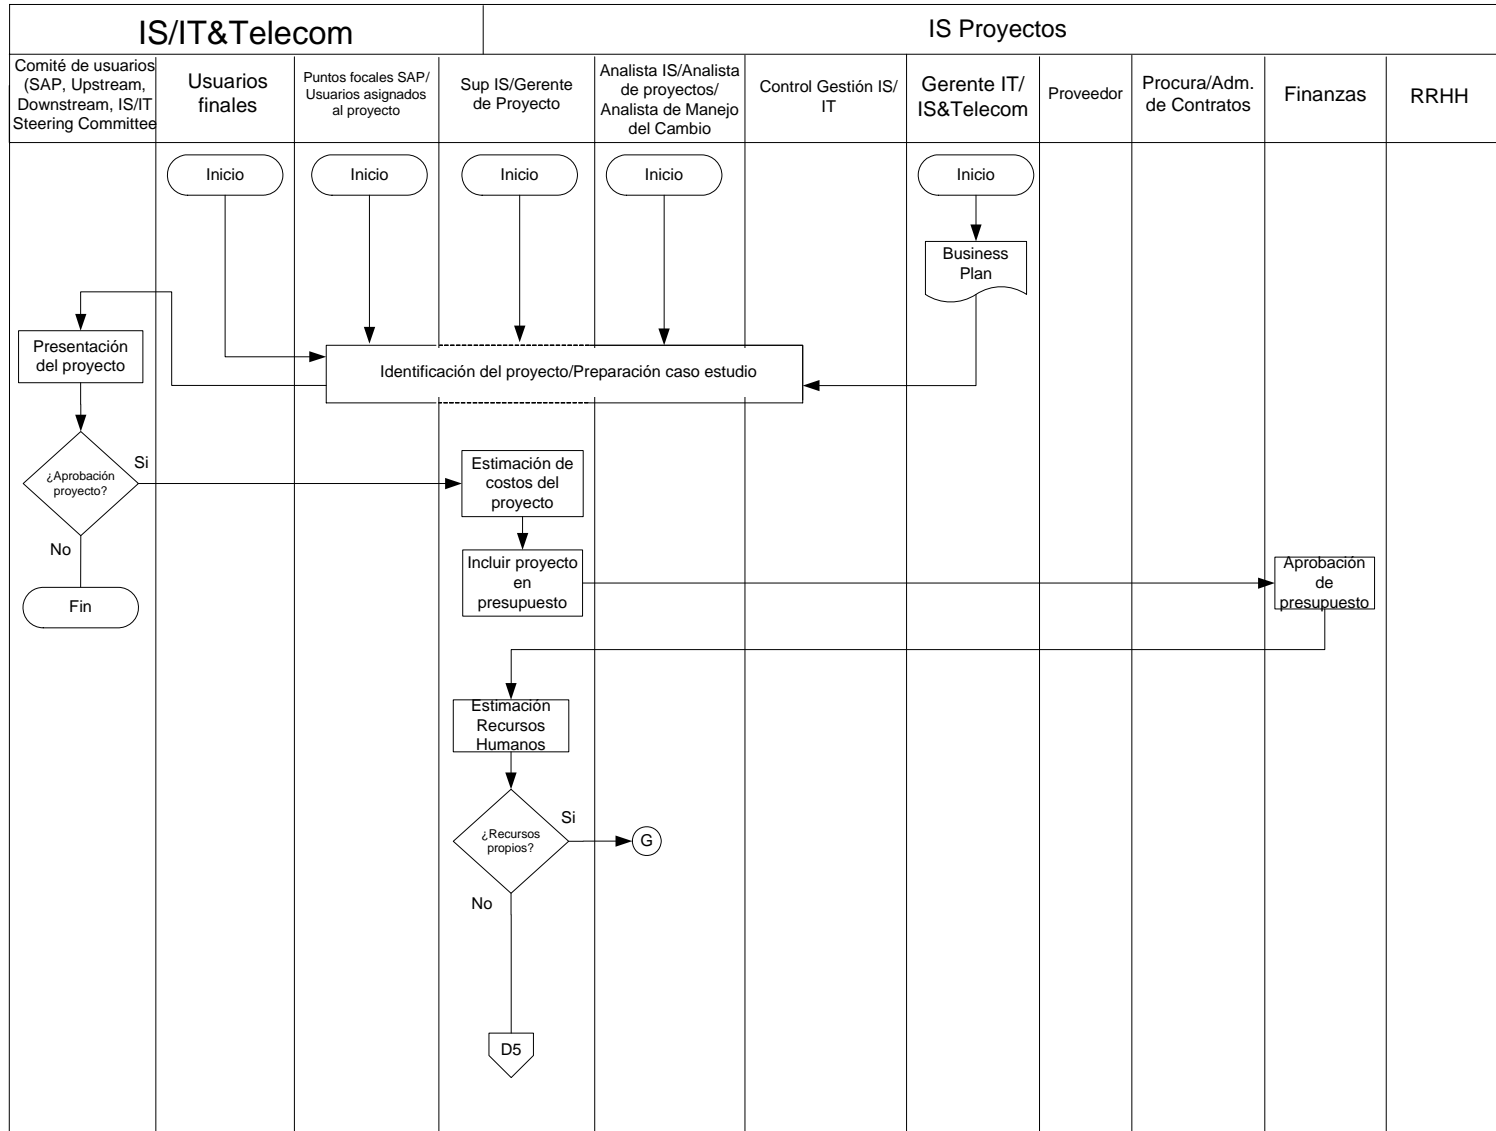 IS/IT&Telecom
IS Proyectos
Comité de usuarios
(SAP, Upstream,
Downstream, IS/IT
Steering Committee
Usuarios
finales
Puntos focales SAP/
Usuarios asignados
al proyecto
Sup IS/Gerente
de Proyecto
Analista IS/Analista
de proyectos/
Analista de Manejo
del Cambio
Control Gestión IS/
IT
Gerente IT/
IS&Telecom
Proveedor
Procura/Adm.
de Contratos
Finanzas
RRHH
Inicio
Inicio
Inicio
Inicio
Inicio
Business
Plan
Presentación
del proyecto
Identificación del proyecto/Preparación caso estudio
¿Aprobación
proyecto?
Si
No
Fin
Estimación de
costos del
proyecto
Incluir proyecto
en
presupuesto
Aprobación
de
presupuesto
Estimación
Recursos
Humanos
¿Recursos
propios?
Si
G
No
D5